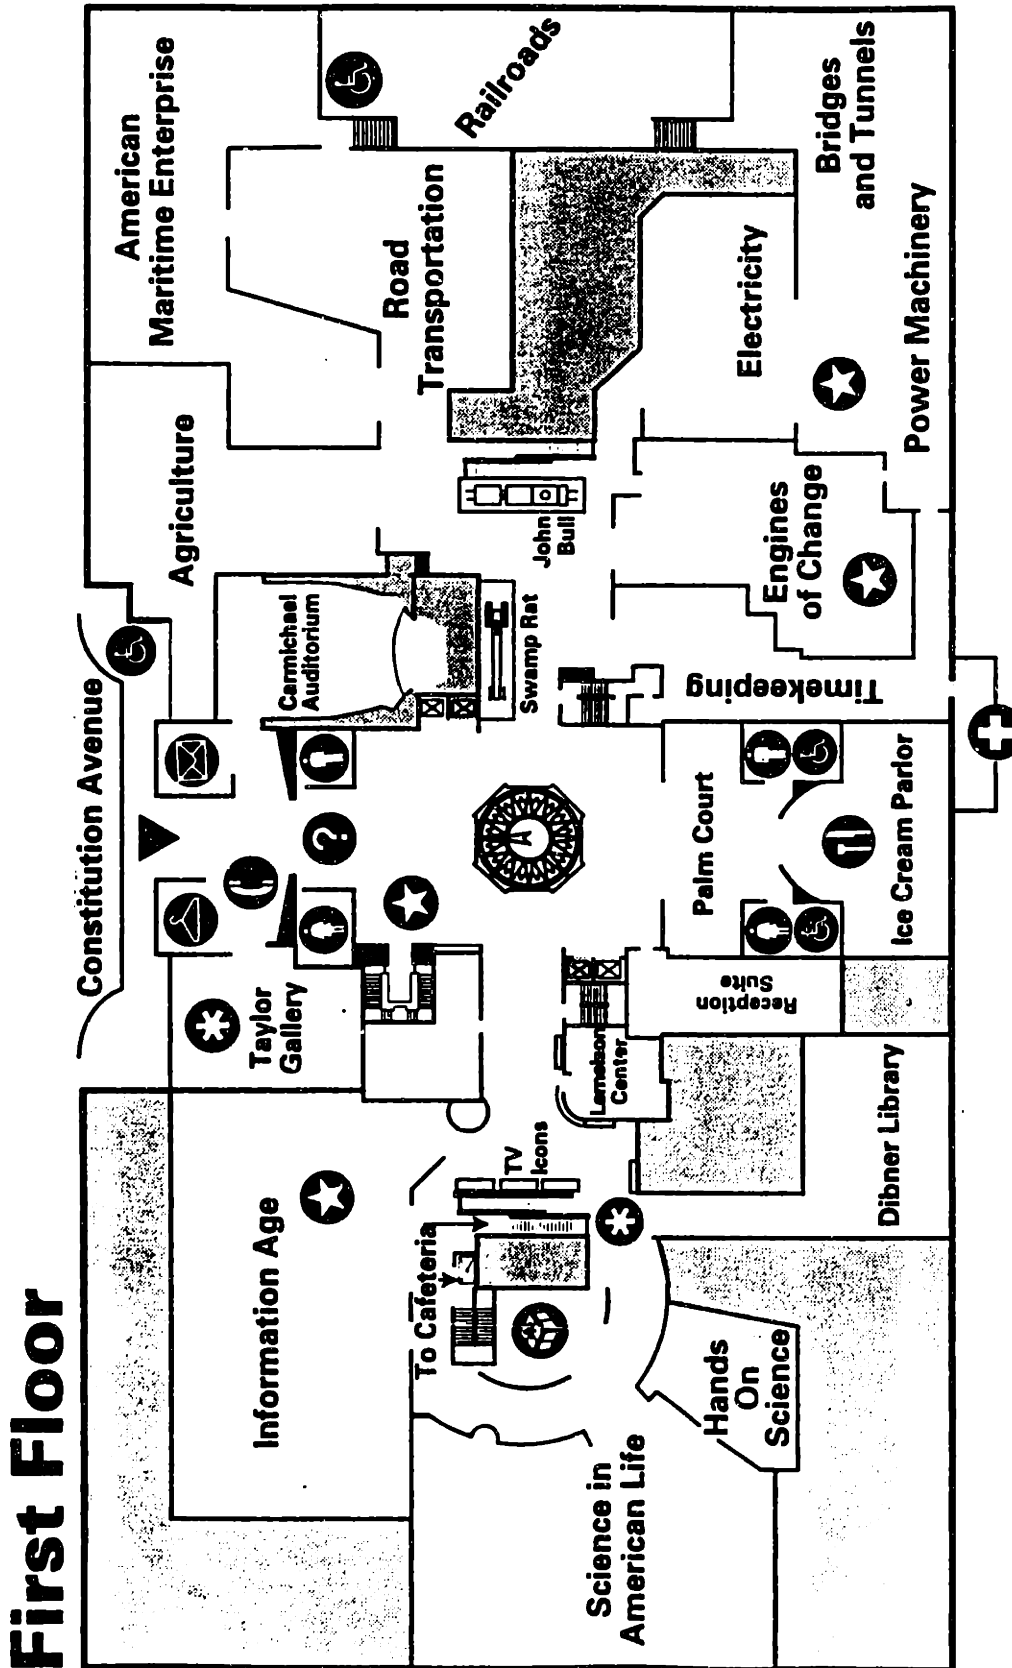 First Floor
Constitution Avenue
American
Maritime Enterprise
Railroads
Bridges
and Tunnels
Agriculture
Road
Transportation
Electricity
Power Machinery
Carmichael
Auditorium
John
Bull
Swamp Rat
Engines
of Change
Timekeeping
Taylor
Gallery
?
Palm Court
Ice Cream Parlor
Reception
Suite
Lemelson
Center
Dibner Library
Information Age
TV
Icons
To Cafeteria
Hands
On
Science
Science in
American Life